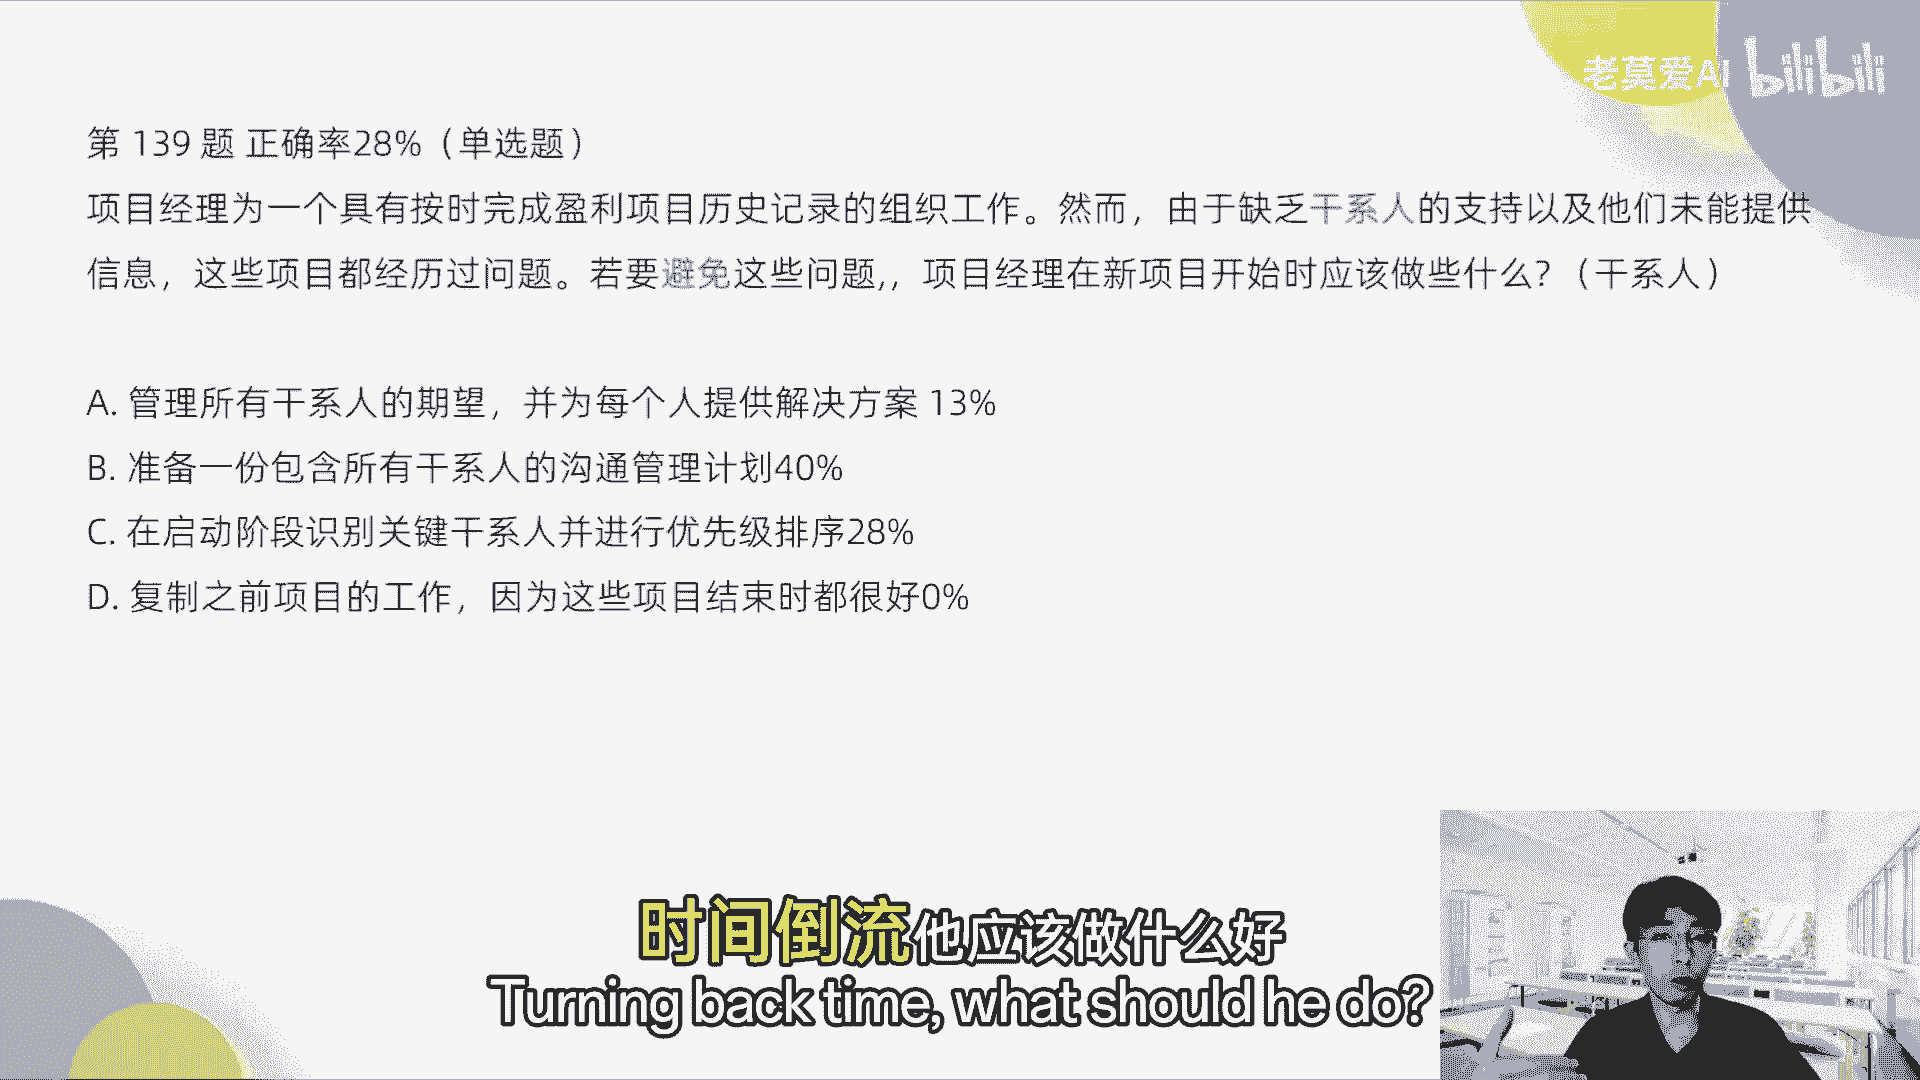 老莫爱AI bilibili
第 139 题 正确率28%（单选题）
项目经理为一个具有按时完成盈利项目历史记录的组织工作。然而，由于缺乏干系人的支持以及他们未能提供
信息，这些项目都经历过问题。若要避免这些问题,，项目经理在新项目开始时应该做些什么?（干系人）
A. 管理所有干系人的期望，并为每个人提供解决方案 13%
B. 准备一份包含所有干系人的沟通管理计划40%
C. 在启动阶段识别关键干系人并进行优先级排序28%
D. 复制之前项目的工作，因为这些项目结束时都很好0%
时间倒流他应该做什么好
Turning back time, what should he do?